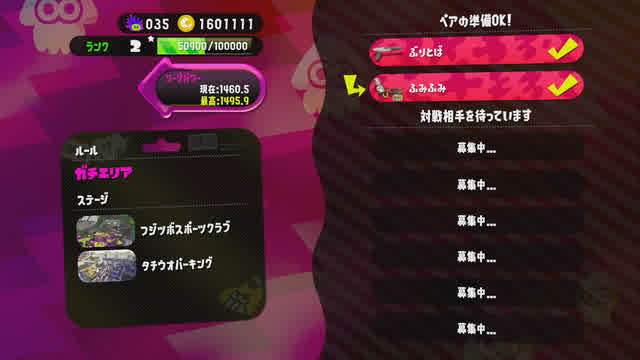 035 1601111
ランク 2 50900/100000
リーグパワー
現在:1460.5
最高:1495.9
ルール
ガチエリア
ステージ
フジツボスポーツクラブ
タチウオパーキング
ペアの準備OK!
ぷりとば
ふみふみ
対戦相手を待っています
募集中...
募集中...
募集中...
募集中...
募集中...
募集中...